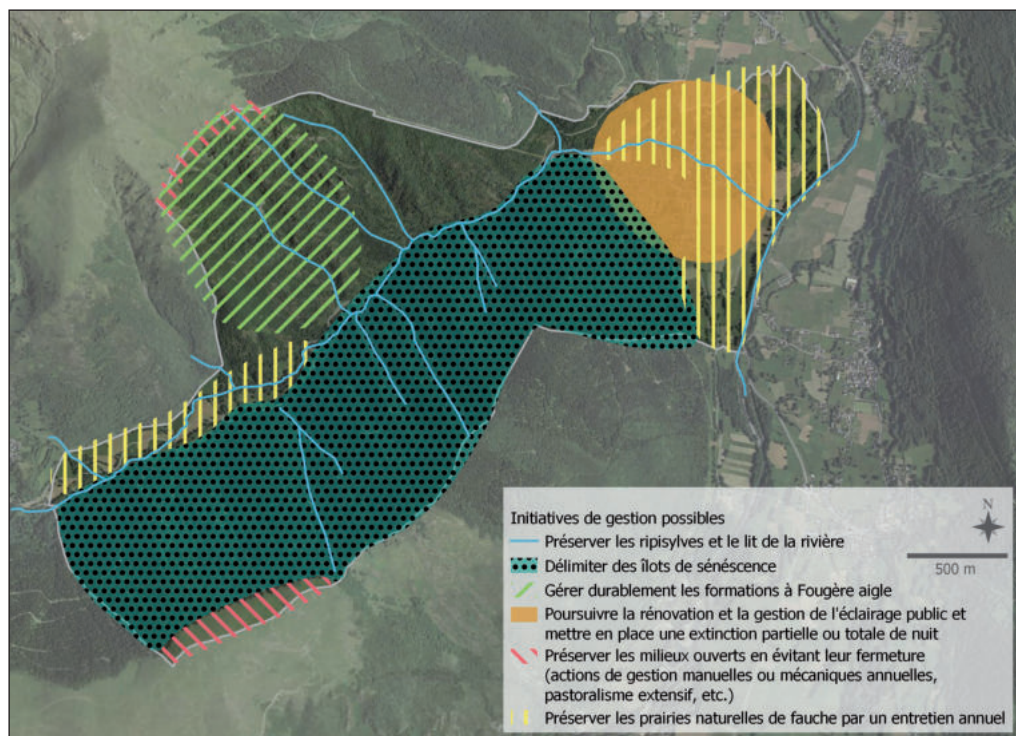 Initiatives de gestion possibles
N
Préserver les ripisylves et le lit de la rivière
Délimiter des îlots de sénéscence
500 m
Gérer durablement les formations à Fougère aigle
Poursuivre la rénovation et la gestion de l'éclairage public et
mettre en place une extinction partielle ou totale de nuit
Préserver les milieux ouverts en évitant leur fermeture
(actions de gestion manuelles ou mécaniques annuelles,
pastoralisme extensif, etc.)
Préserver les prairies naturelles de fauche par un entretien annuel